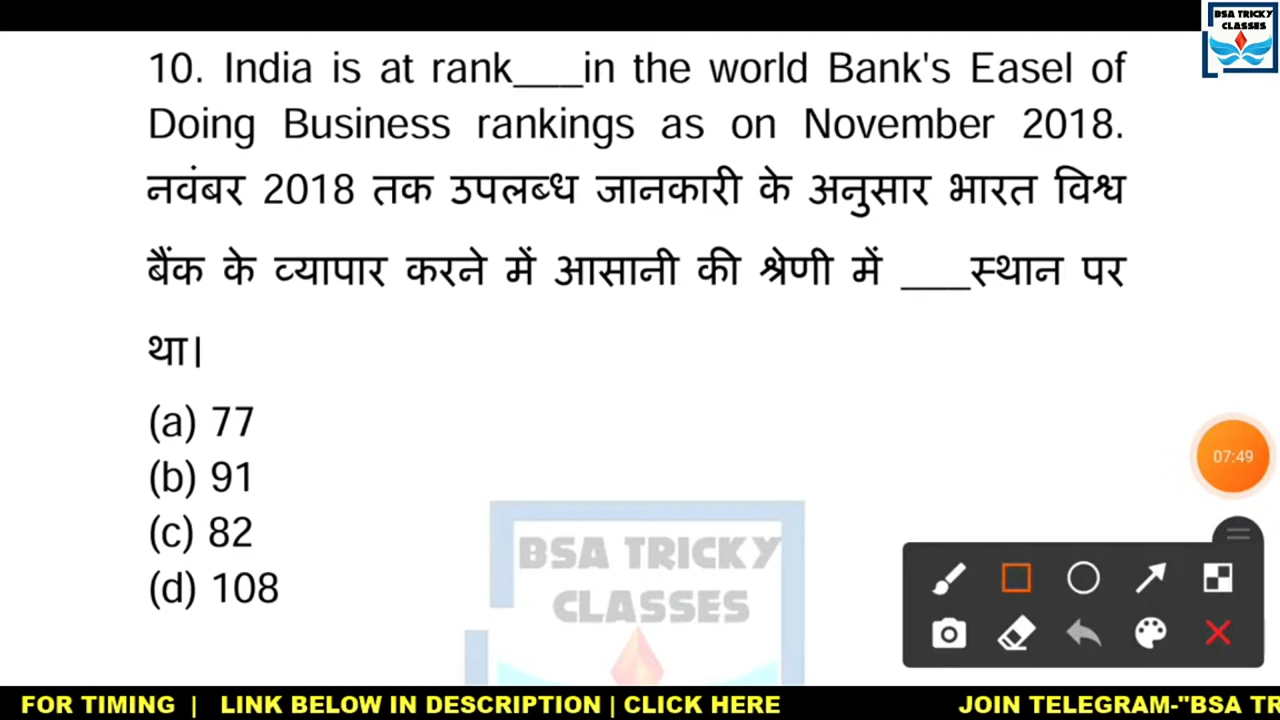 BSA TRICKY
CLASSES
10. India is at rank___in the world Bank's Easel of
Doing Business rankings as on November 2018.
नवंबर 2018 तक उपलब्ध जानकारी के अनुसार भारत विश्व
बैंक के व्यापार करने में आसानी की श्रेणी में ___स्थान पर
था।
(a) 77
(b) 91
(c) 82
(d) 108
07:49
BSA TRICKY
CLASSES
FOR TIMING | LINK BELOW IN DESCRIPTION | CLICK HERE JOIN TELEGRAM-"BSA TR